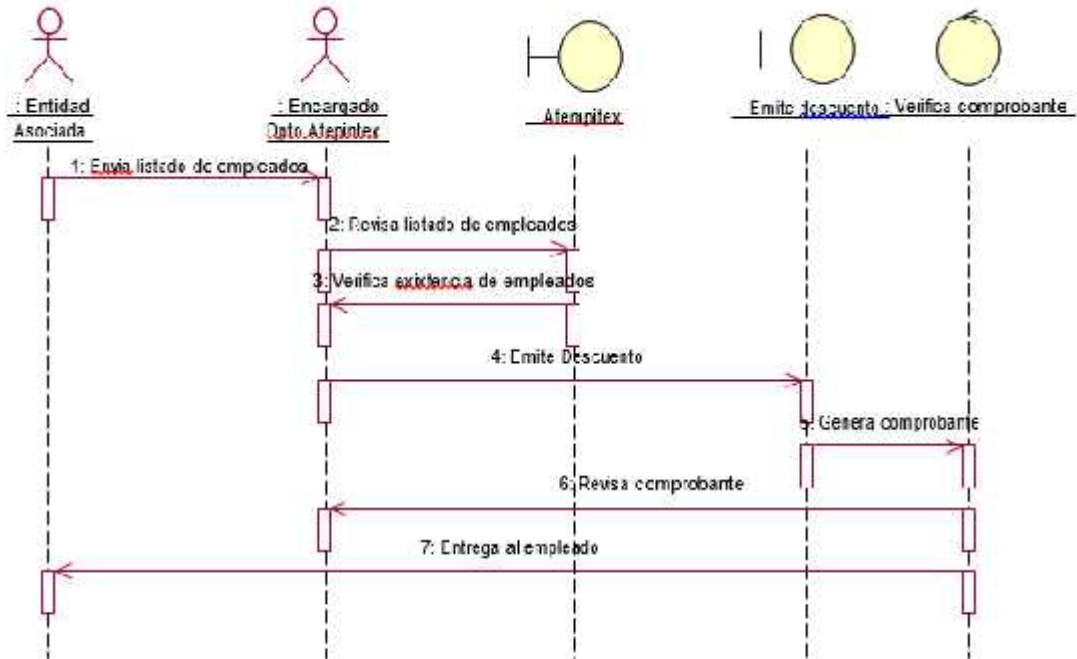 : Entidad
Asociada
: Encargado
Dpto.Atepintex
Atempitex
Emite descuento
: Verifica comprobante
1: Envia listado de empleados
2: Revisa listado de empleados
3: Verifica existencia de empleados
4: Emite Descuento
5: Genera comprobante
6: Revisa comprobante
7: Entrega al empleado